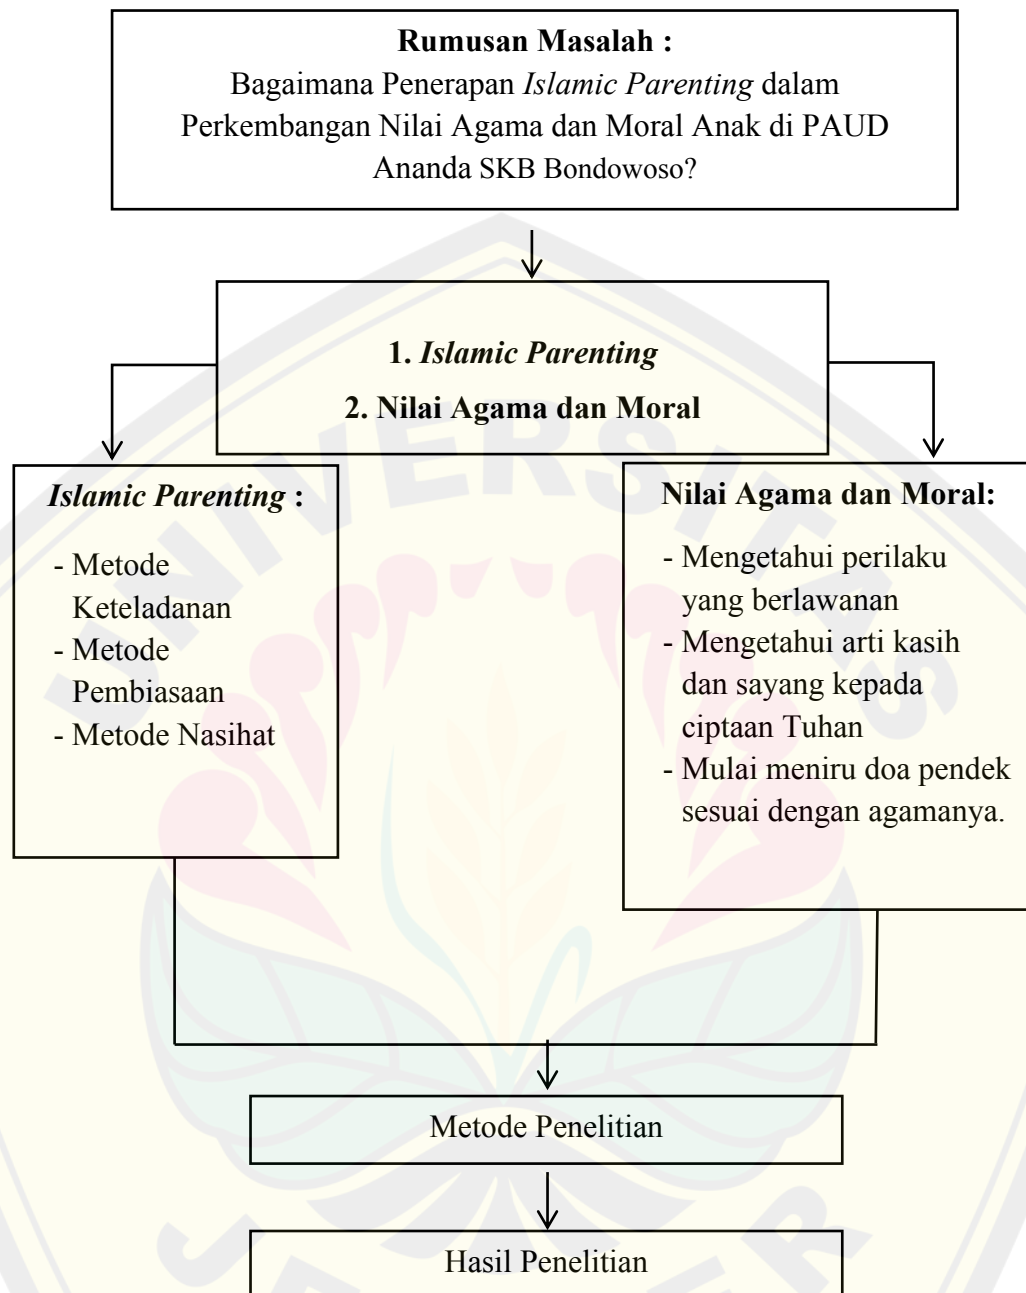 Rumusan Masalah :
Bagaimana Penerapan Islamic Parenting dalam
Perkembangan Nilai Agama dan Moral Anak di PAUD
Ananda SKB Bondowoso?
1. Islamic Parenting
2. Nilai Agama dan Moral
Islamic Parenting :
- Metode
Keteladanan
- Metode
Pembiasaan
- Metode Nasihat
Nilai Agama dan Moral:
- Mengetahui perilaku
yang berlawanan
- Mengetahui arti kasih
dan sayang kepada
ciptaan Tuhan
- Mulai meniru doa pendek
sesuai dengan agamanya.
Metode Penelitian
Hasil Penelitian
UNIVERSITAS
JEMBER